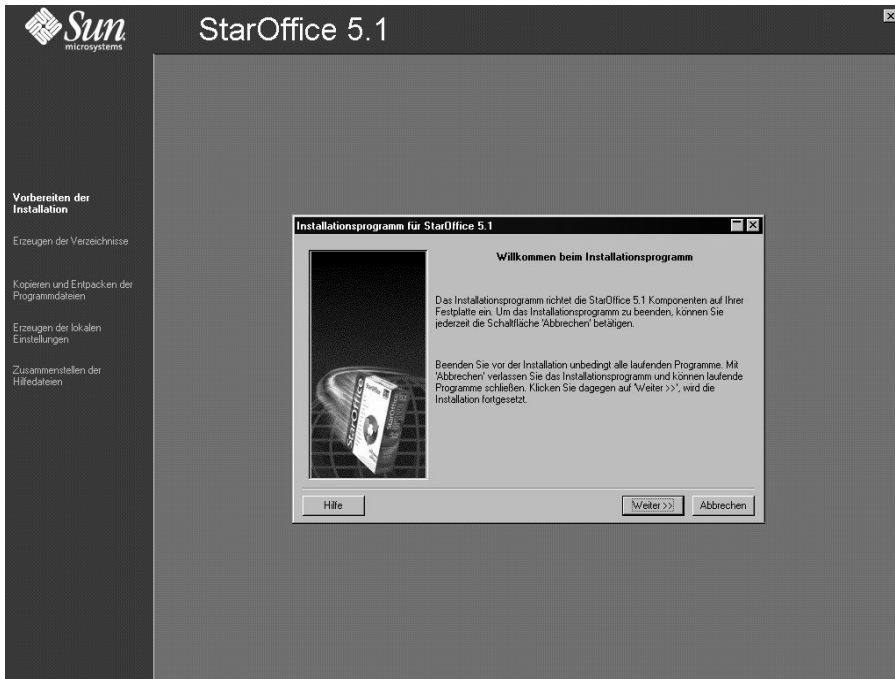 Sun
microsystems
StarOffice 5.1
Vorbereiten der
Installation
Erzeugen der Verzeichnisse
Kopieren und Entpacken der
Programmdateien
Erzeugen der lokalen
Einstellungen
Zusammenstellen der
Hilfedateien
Installationsprogramm für StarOffice 5.1
Willkommen beim Installationsprogramm
Das Installationsprogramm richtet die StarOffice 5.1 Komponenten auf Ihrer
Festplatte ein. Um das Installationsprogramm zu beenden, können Sie
jederzeit die Schaltfläche 'Abbrechen' betätigen.
Beenden Sie vor der Installation unbedingt alle laufenden Programme. Mit
'Abbrechen' verlassen Sie das Installationsprogramm und können laufende
Programme schließen. Klicken Sie dagegen auf 'Weiter >>', wird die
Installation fortgesetzt.
StarOffice
Hilfe
Weiter >>
Abbrechen